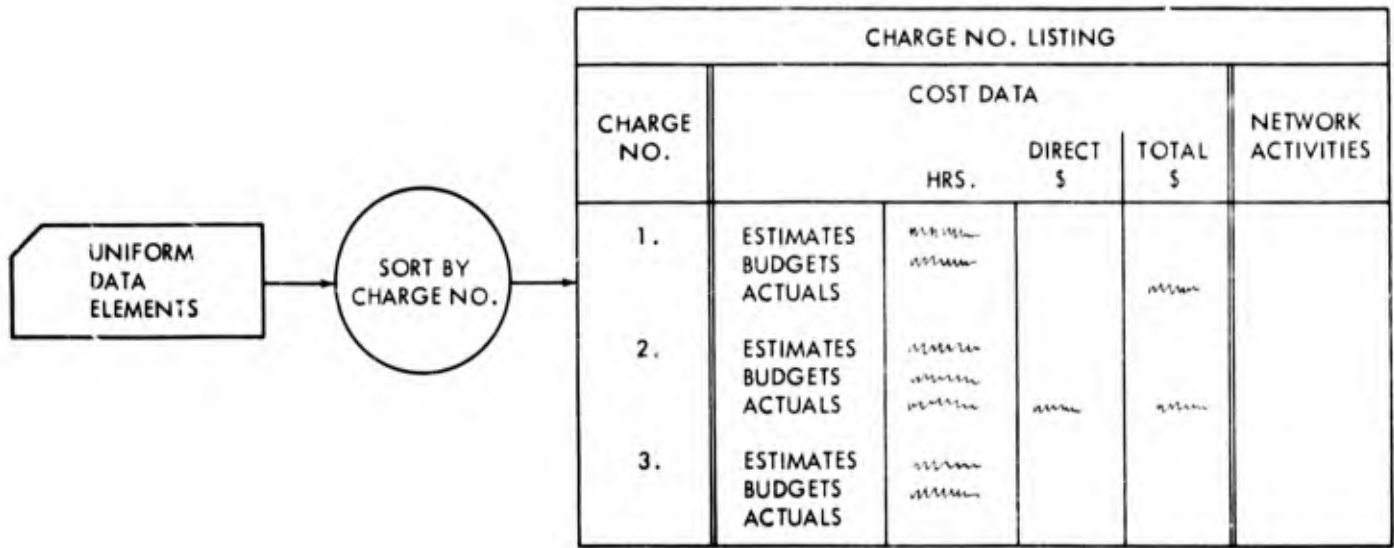 UNIFORM
DATA
ELEMENTS
SORT BY
CHARGE NO.
CHARGE NO. LISTING
CHARGE
NO.
COST DATA
HRS.
DIRECT
$
TOTAL
$
NETWORK
ACTIVITIES
1.
ESTIMATES
BUDGETS
ACTUALS
2.
ESTIMATES
BUDGETS
ACTUALS
3.
ESTIMATES
BUDGETS
ACTUALS